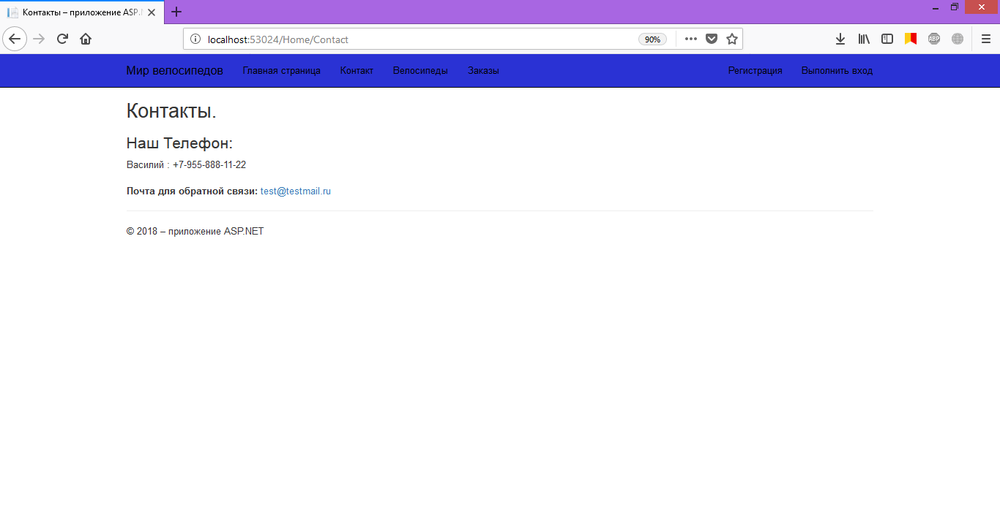 Контакты – приложение ASP.N
localhost:53024/Home/Contact
90%
ABP
Мир велосипедов Главная страница Контакт Велосипеды Заказы Регистрация Выполнить вход
Контакты.
Наш Телефон:
Василий : +7-955-888-11-22
Почта для обратной связи: test@testmail.ru
© 2018 – приложение ASP.NET